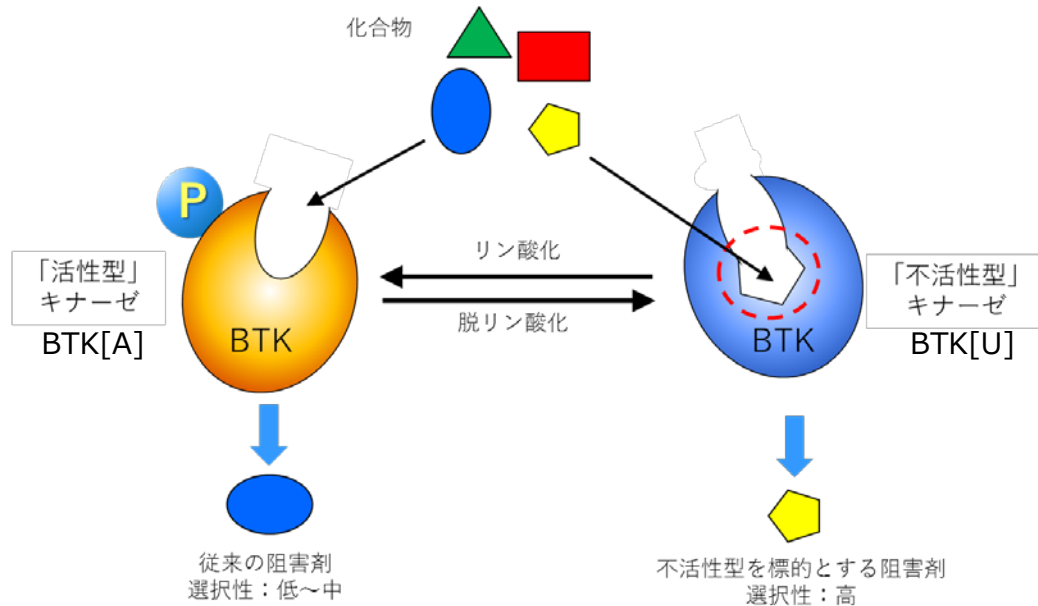 化合物
P
「活性型」
キナーゼ
BTK[A]
BTK
リン酸化
脱リン酸化
BTK
「不活性型」
キナーゼ
BTK[U]
従来の阻害剤
選択性：低～中
不活性型を標的とする阻害剤
選択性：高